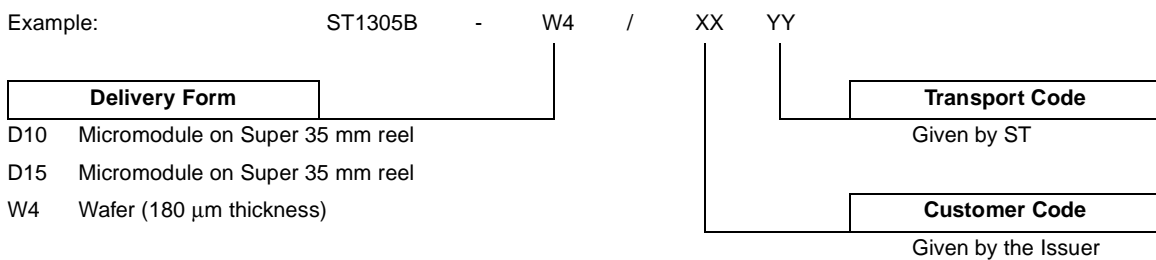 Example: ST1305B - W4 / XX YY
Delivery Form
Transport Code
D10 Micromodule on Super 35 mm reel
Given by ST
D15 Micromodule on Super 35 mm reel
W4 Wafer (180 μm thickness)
Customer Code
Given by the Issuer